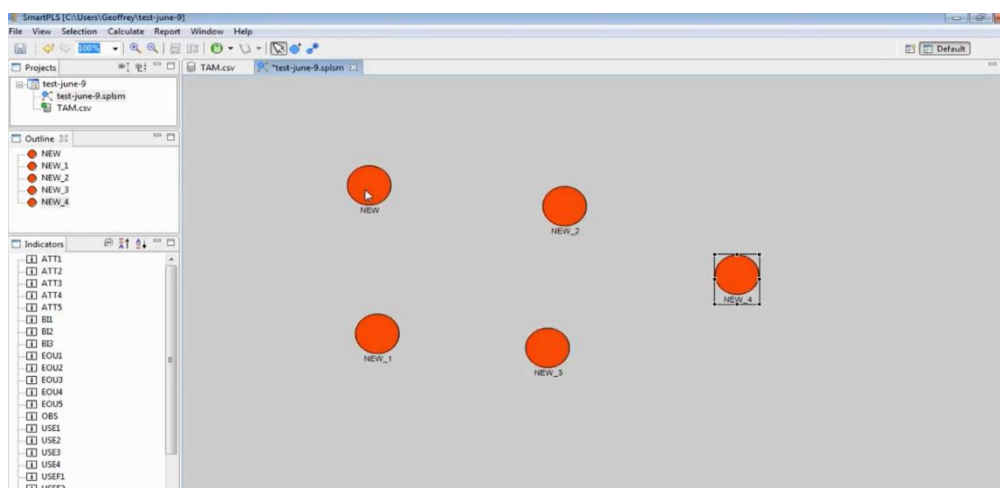 SmartPLS [C:\Users\Geoffrey\test-june-9]
File View Selection Calculate Report Window Help
100% Default
Projects
test-june-9
test-june-9.splsm
TAM.csv
TAM.csv *test-june-9.splsm
Outline
NEW
NEW_1
NEW_2
NEW_3
NEW_4
Indicators
ATT1
ATT2
ATT3
ATT4
ATT5
BI1
BI2
BI3
EOU1
EOU2
EOU3
EOU4
EOU5
OBS
USE1
USE2
USE3
USE4
USEF1
NEW
NEW_2
NEW_4
NEW_1
NEW_3